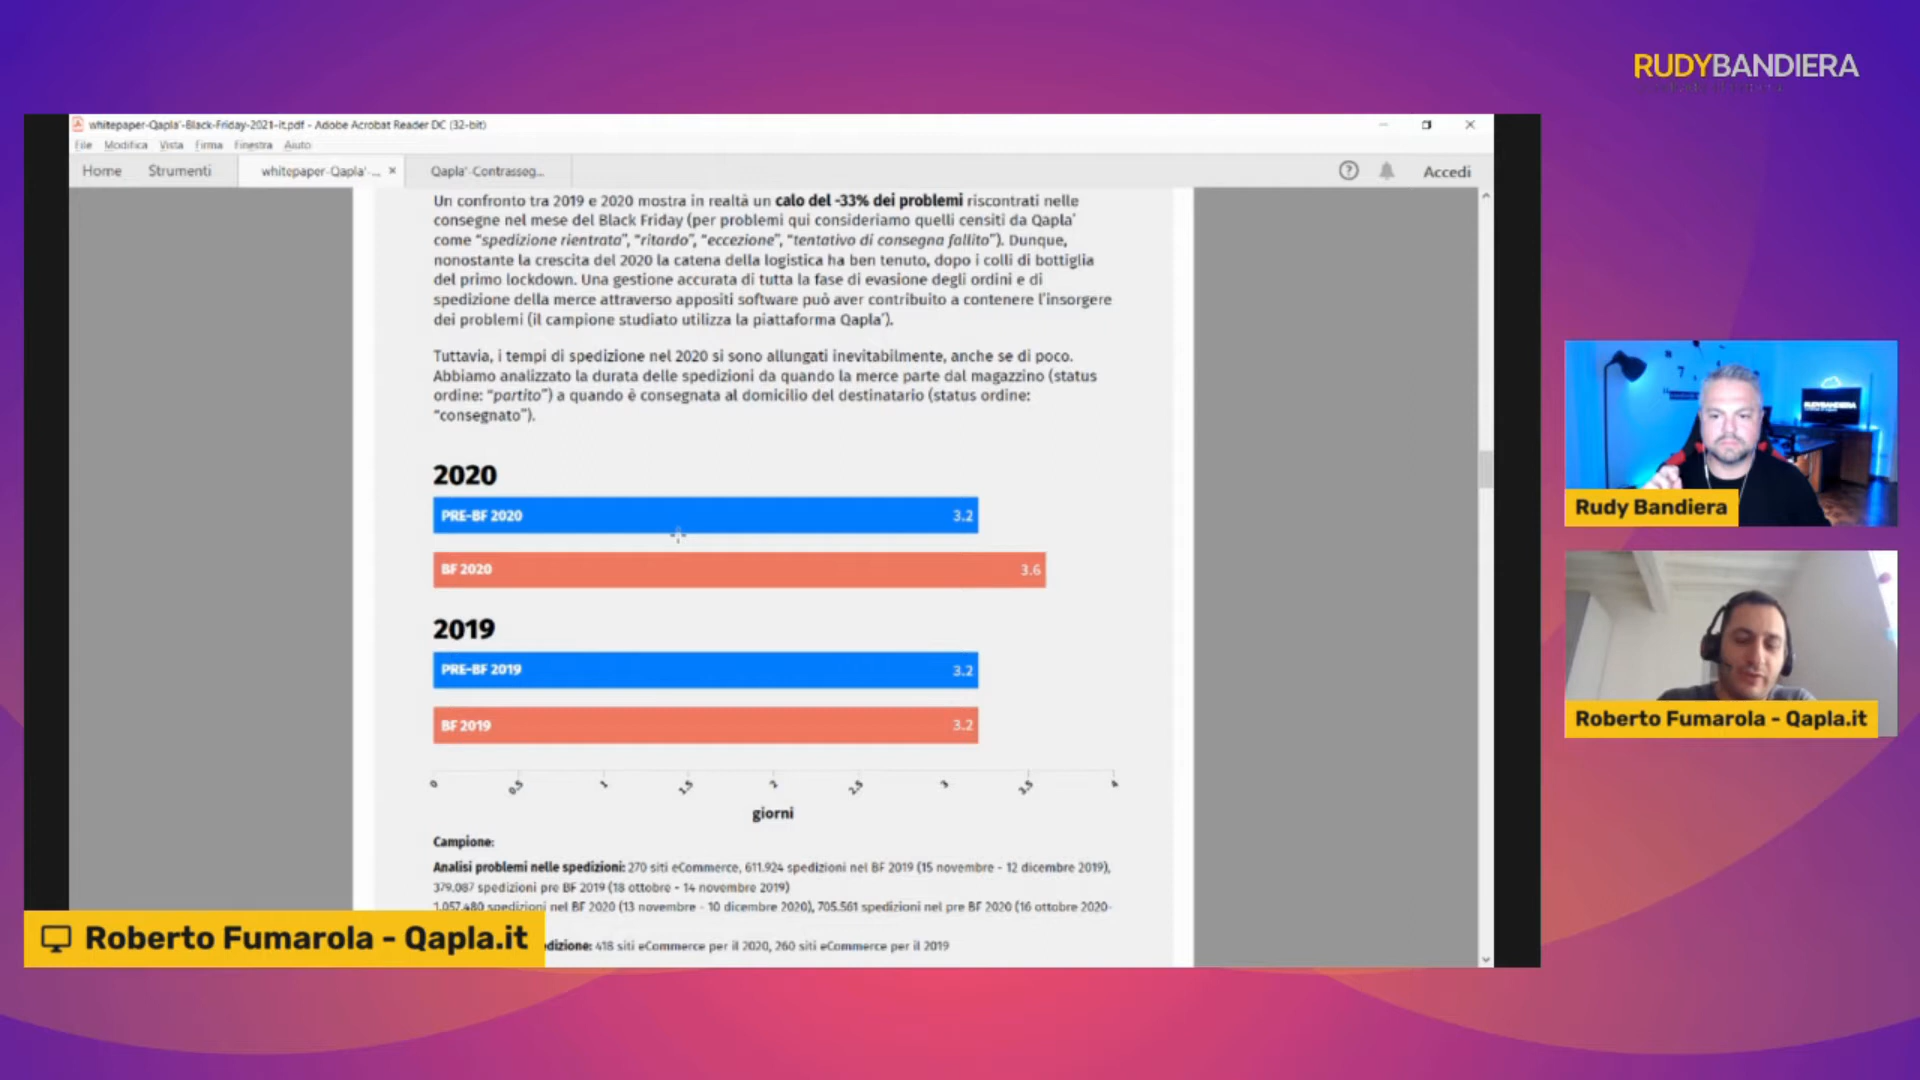 RUDYBANDIERA
whitepaper-Qapla'-Black-Friday-2021-it.pdf - Adobe Acrobat Reader DC (32-bit)
File Modifica Vista Firma Finestra Aiuto
Home Strumenti whitepaper-Qapla'-... × Qapla'-Contrasseg... ? Accedi
Un confronto tra 2019 e 2020 mostra in realtà un calo del -33% dei problemi riscontrati nelle
consegne nel mese del Black Friday (per problemi qui consideriamo quelli censiti da Qapla'
come “spedizione rientrata”, “ritardo”, “eccezione”, “tentativo di consegna fallito”). Dunque,
nonostante la crescita del 2020 la catena della logistica ha ben tenuto, dopo i colli di bottiglia
del primo lockdown. Una gestione accurata di tutta la fase di evasione degli ordini e di
spedizione della merce attraverso appositi software può aver contribuito a contenere l'insorgere
dei problemi (il campione studiato utilizza la piattaforma Qapla').
Tuttavia, i tempi di spedizione nel 2020 si sono allungati inevitabilmente, anche se di poco.
Abbiamo analizzato la durata delle spedizioni da quando la merce parte dal magazzino (status
ordine: “partito”) a quando è consegnata al domicilio del destinatario (status ordine:
“consegnato”).
2020
PRE-BF 2020 3.2
BF 2020 3.6
2019
PRE-BF 2019 3.2
BF 2019 3.2
0 0.5 1 1.5 2 2.5 3 3.5 4
giorni
Campione:
Analisi problemi nelle spedizioni: 270 siti eCommerce, 611.924 spedizioni nel BF 2019 (15 novembre - 12 dicembre 2019),
379.087 spedizioni pre BF 2019 (18 ottobre - 14 novembre 2019)
1.057.480 spedizioni nel BF 2020 (13 novembre - 10 dicembre 2020), 705.561 spedizioni nel pre BF 2020 (16 ottobre 2020-
dizione: 418 siti eCommerce per il 2020, 260 siti eCommerce per il 2019
Roberto Fumarola - Qapla.it
RUDYBANDIERA
Rudy Bandiera
Roberto Fumarola - Qapla.it